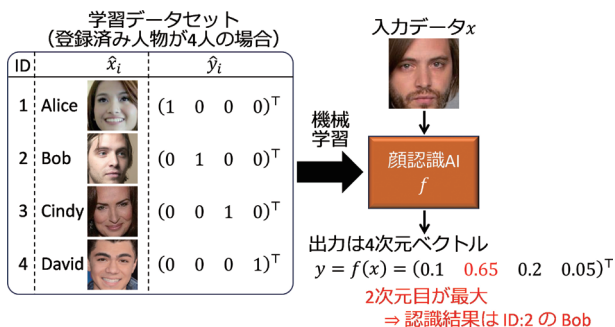 学習データセット
(登録済み人物が4人の場合)
ID x̂ᵢ ŷᵢ
1 Alice (1 0 0 0)⊤
2 Bob (0 1 0 0)⊤
3 Cindy (0 0 1 0)⊤
4 David (0 0 0 1)⊤
機械
学習
入力データx
顔認識AI
f
出力は4次元ベクトル
y = f(x) = (0.1 0.65 0.2 0.05)⊤
2次元目が最大
⇒ 認識結果は ID:2 の Bob